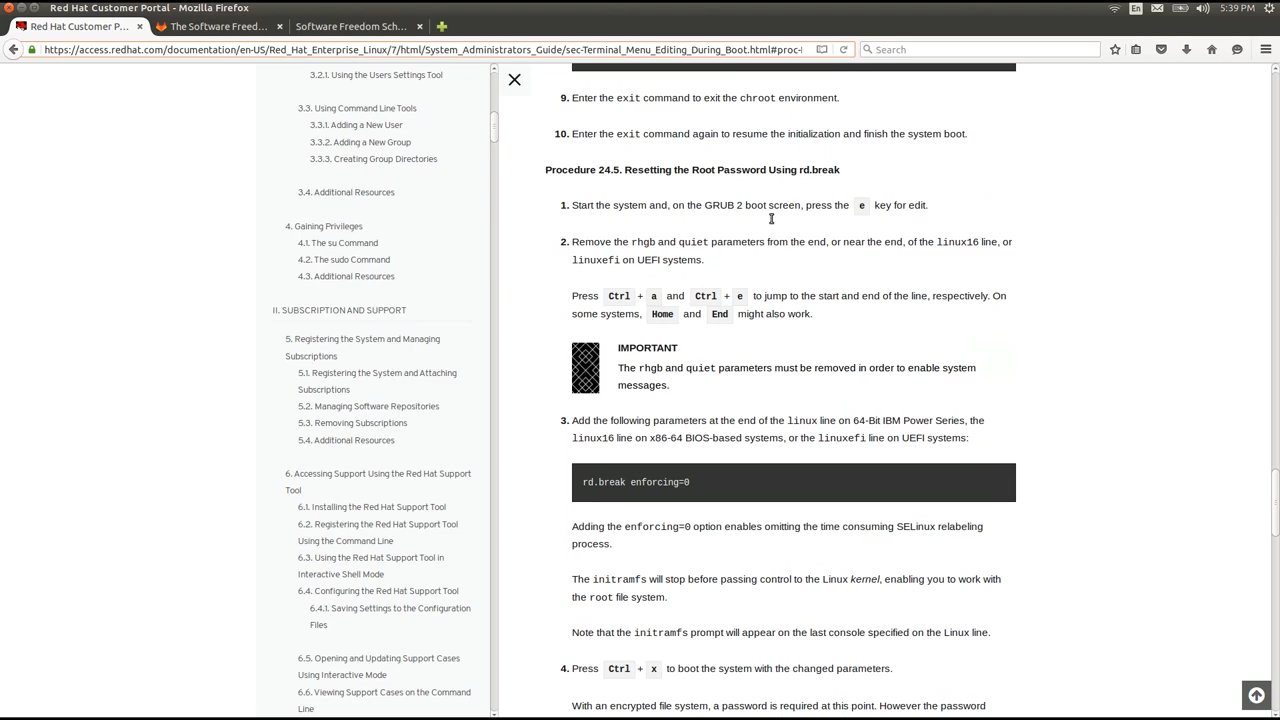 Red Hat Customer Portal - Mozilla Firefox
En
5:39 PM
Red Hat Customer P...
The Software Freed...
Software Freedom Sch...
https://access.redhat.com/documentation/en-US/Red_Hat_Enterprise_Linux/7/html/System_Administrators_Guide/sec-Terminal_Menu_Editing_During_Boot.html#proc-
Search
3.2.1. Using the Users Settings Tool
3.3. Using Command Line Tools
3.3.1. Adding a New User
3.3.2. Adding a New Group
3.3.3. Creating Group Directories
3.4. Additional Resources
4. Gaining Privileges
4.1. The su Command
4.2. The sudo Command
4.3. Additional Resources
II. SUBSCRIPTION AND SUPPORT
5. Registering the System and Managing
Subscriptions
5.1. Registering the System and Attaching
Subscriptions
5.2. Managing Software Repositories
5.3. Removing Subscriptions
5.4. Additional Resources
6. Accessing Support Using the Red Hat Support
Tool
6.1. Installing the Red Hat Support Tool
6.2. Registering the Red Hat Support Tool
Using the Command Line
6.3. Using the Red Hat Support Tool in
Interactive Shell Mode
6.4. Configuring the Red Hat Support Tool
6.4.1. Saving Settings to the Configuration
Files
6.5. Opening and Updating Support Cases
Using Interactive Mode
6.6. Viewing Support Cases on the Command
Line
9. Enter the exit command to exit the chroot environment.
10. Enter the exit command again to resume the initialization and finish the system boot.
Procedure 24.5. Resetting the Root Password Using rd.break
1. Start the system and, on the GRUB 2 boot screen, press the e key for edit.
2. Remove the rhgb and quiet parameters from the end, or near the end, of the linux16 line, or
linuxefi on UEFI systems.
Press Ctrl + a and Ctrl + e to jump to the start and end of the line, respectively. On
some systems, Home and End might also work.
IMPORTANT
The rhgb and quiet parameters must be removed in order to enable system
messages.
3. Add the following parameters at the end of the linux line on 64-Bit IBM Power Series, the
linux16 line on x86-64 BIOS-based systems, or the linuxefi line on UEFI systems:
rd.break enforcing=0
Adding the enforcing=0 option enables omitting the time consuming SELinux relabeling
process.
The initramfs will stop before passing control to the Linux kernel, enabling you to work with
the root file system.
Note that the initramfs prompt will appear on the last console specified on the Linux line.
4. Press Ctrl + x to boot the system with the changed parameters.
With an encrypted file system, a password is required at this point. However the password